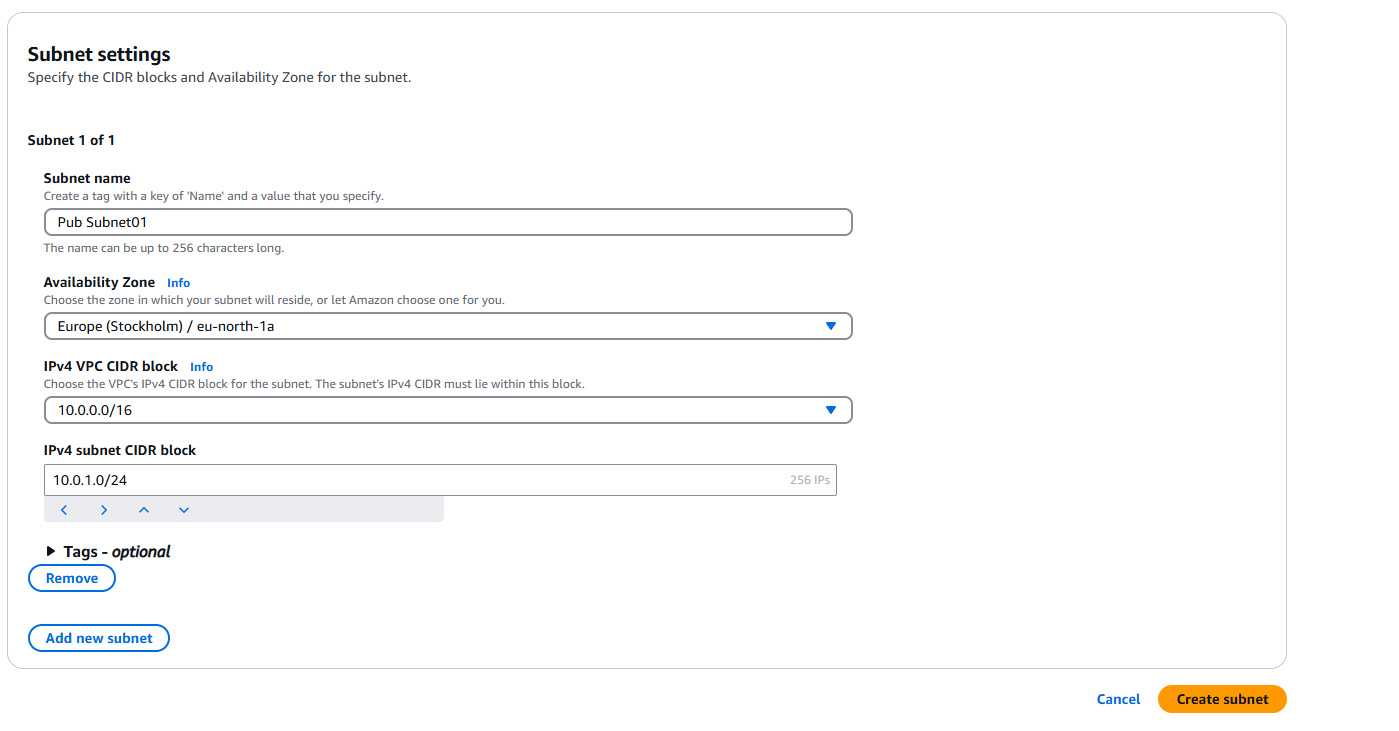 Subnet settings
Specify the CIDR blocks and Availability Zone for the subnet.
Subnet 1 of 1
Subnet name
Create a tag with a key of 'Name' and a value that you specify.
Pub Subnet01
The name can be up to 256 characters long.
Availability Zone Info
Choose the zone in which your subnet will reside, or let Amazon choose one for you.
Europe (Stockholm) / eu-north-1a
IPv4 VPC CIDR block Info
Choose the VPC's IPv4 CIDR block for the subnet. The subnet's IPv4 CIDR must lie within this block.
10.0.0.0/16
IPv4 subnet CIDR block
10.0.1.0/24 256 IPs
Tags - optional
Remove
Add new subnet
Cancel Create subnet